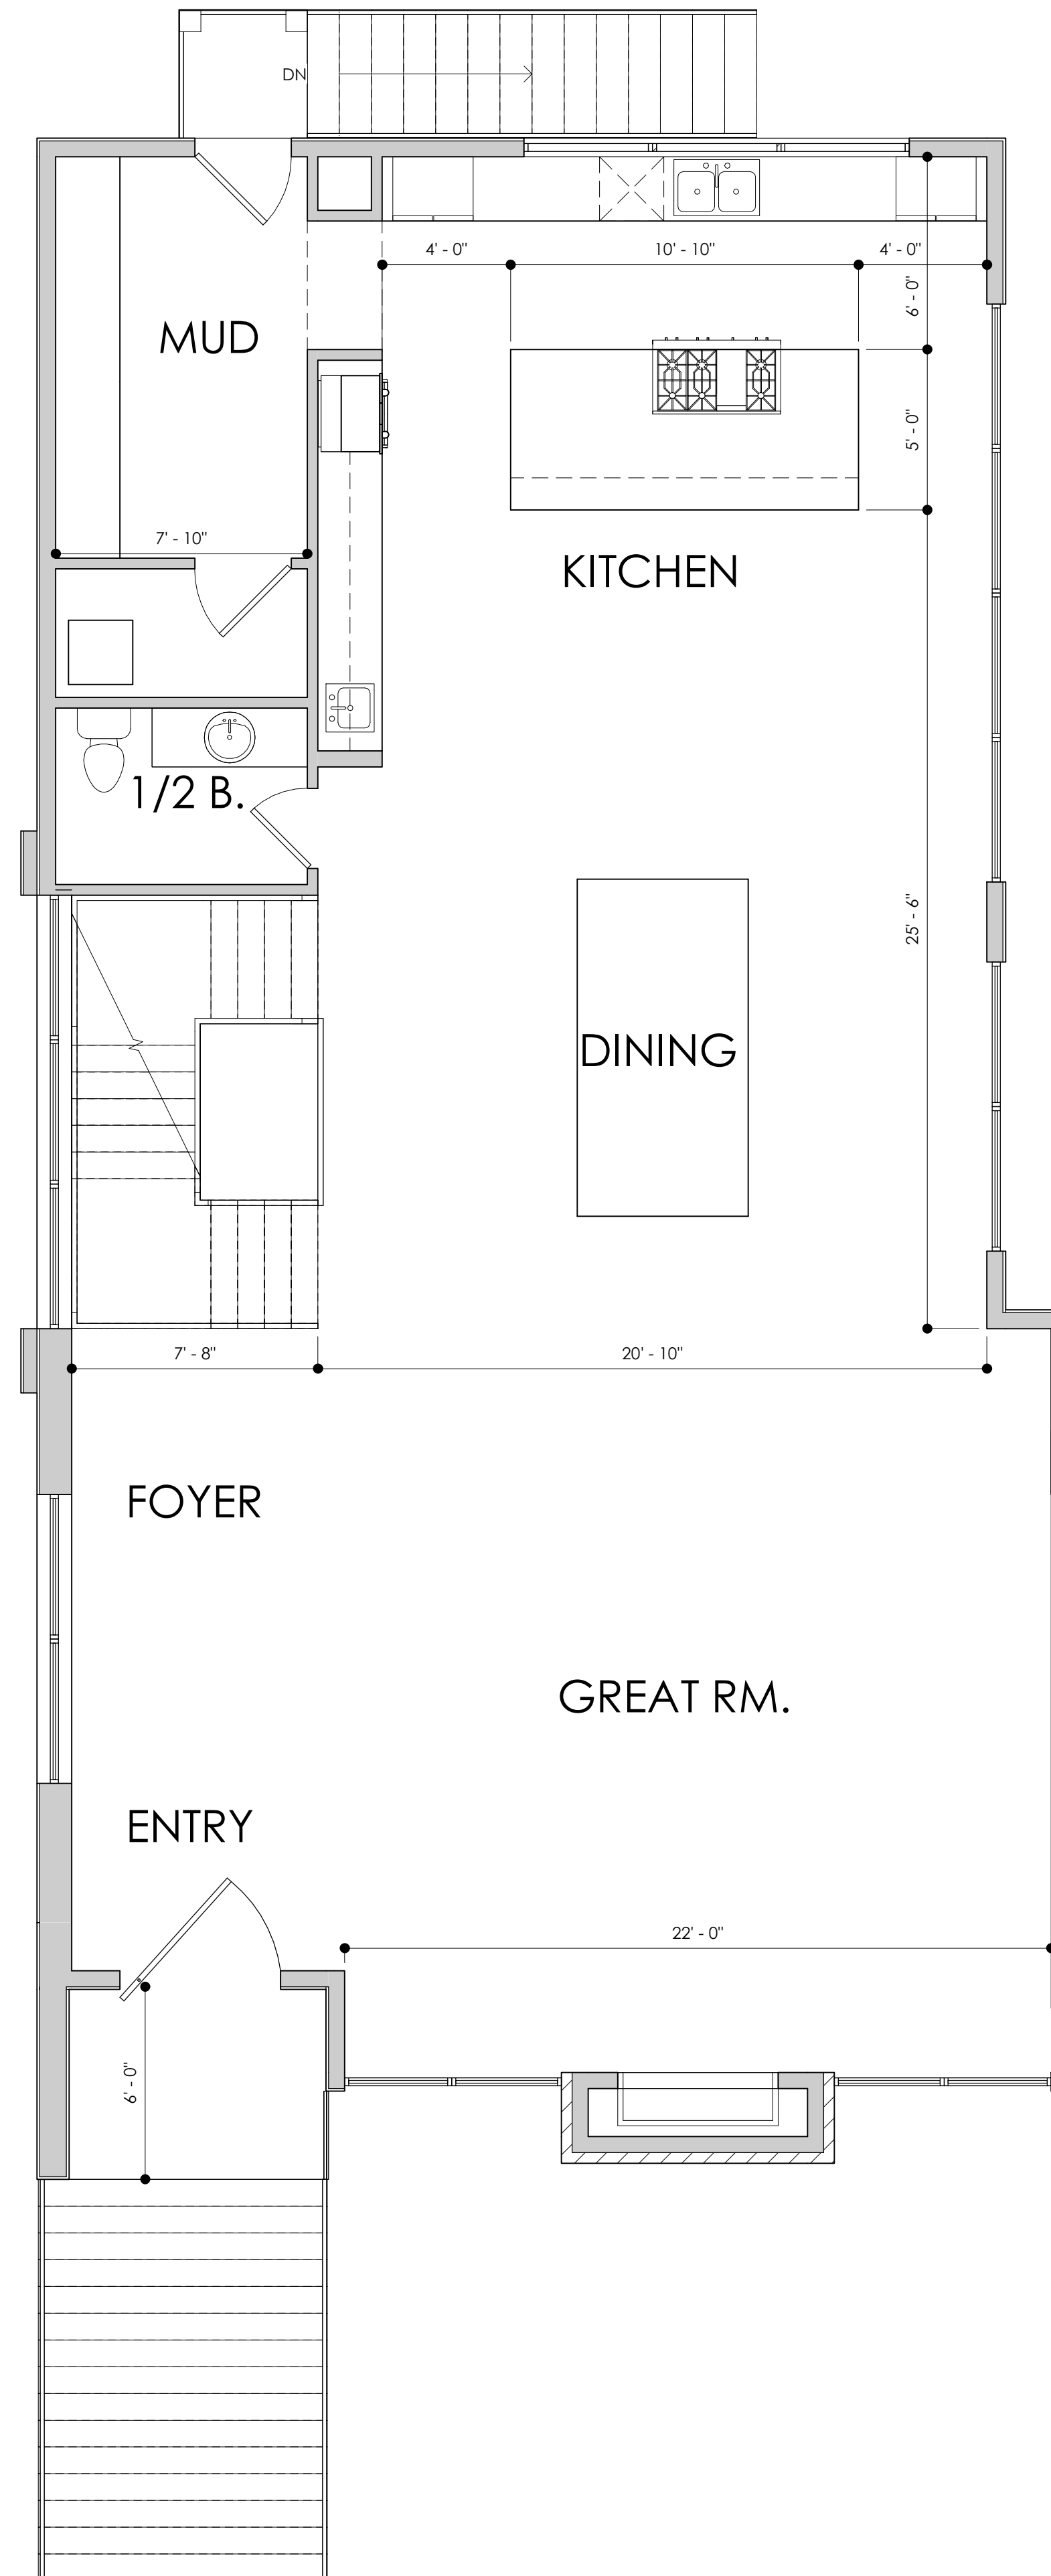 DN
4' - 0"
10' - 10"
4' - 0"
6' - 0"
MUD
5' - 0"
7' - 10"
KITCHEN
1/2 B.
25' - 6"
DINING
7' - 8"
20' - 10"
FOYER
GREAT RM.
ENTRY
22' - 0"
6' - 0"